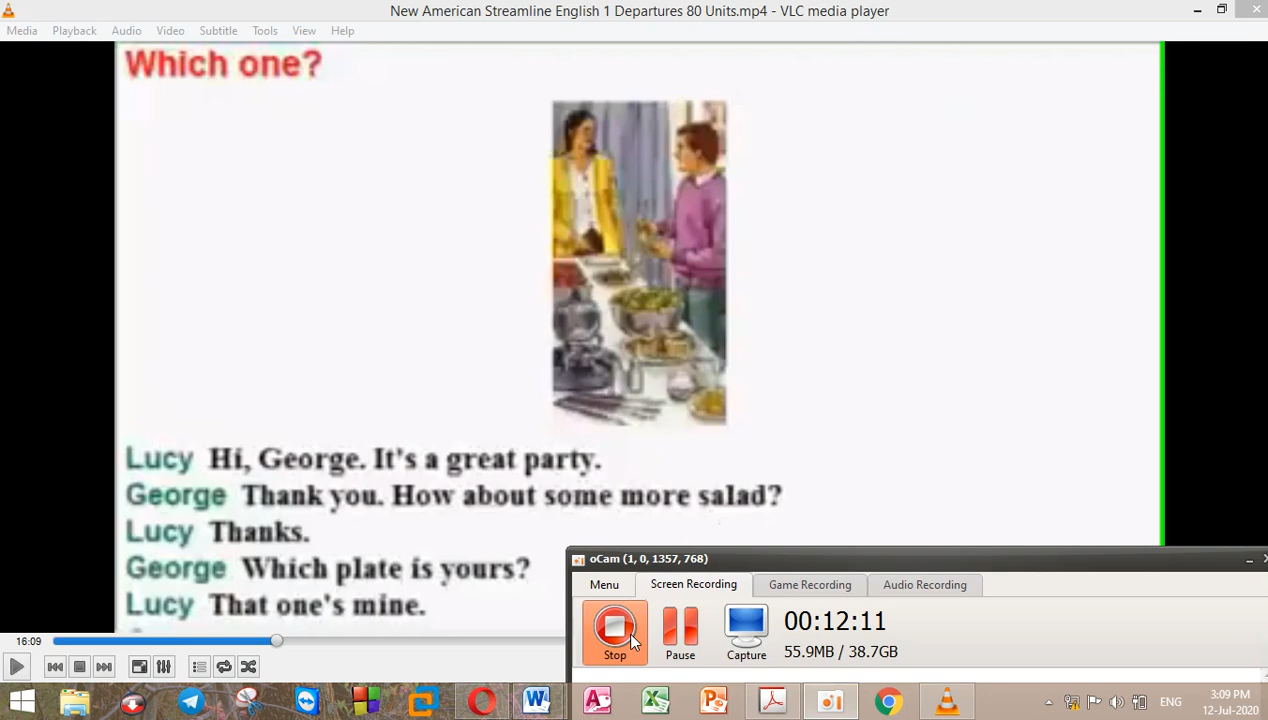 New American Streamline English 1 Departures 80 Units.mp4 - VLC media player
Media Playback Audio Video Subtitle Tools View Help
Which one?
Lucy Hi, George. It's a great party.
George Thank you. How about some more salad?
Lucy Thanks.
George Which plate is yours?
Lucy That one's mine.
oCam (1, 0, 1357, 768)
Menu Screen Recording Game Recording Audio Recording
Stop Pause Capture
00:12:11
55.9MB / 38.7GB
16:09
ENG
3:09 PM
12-Jul-2020